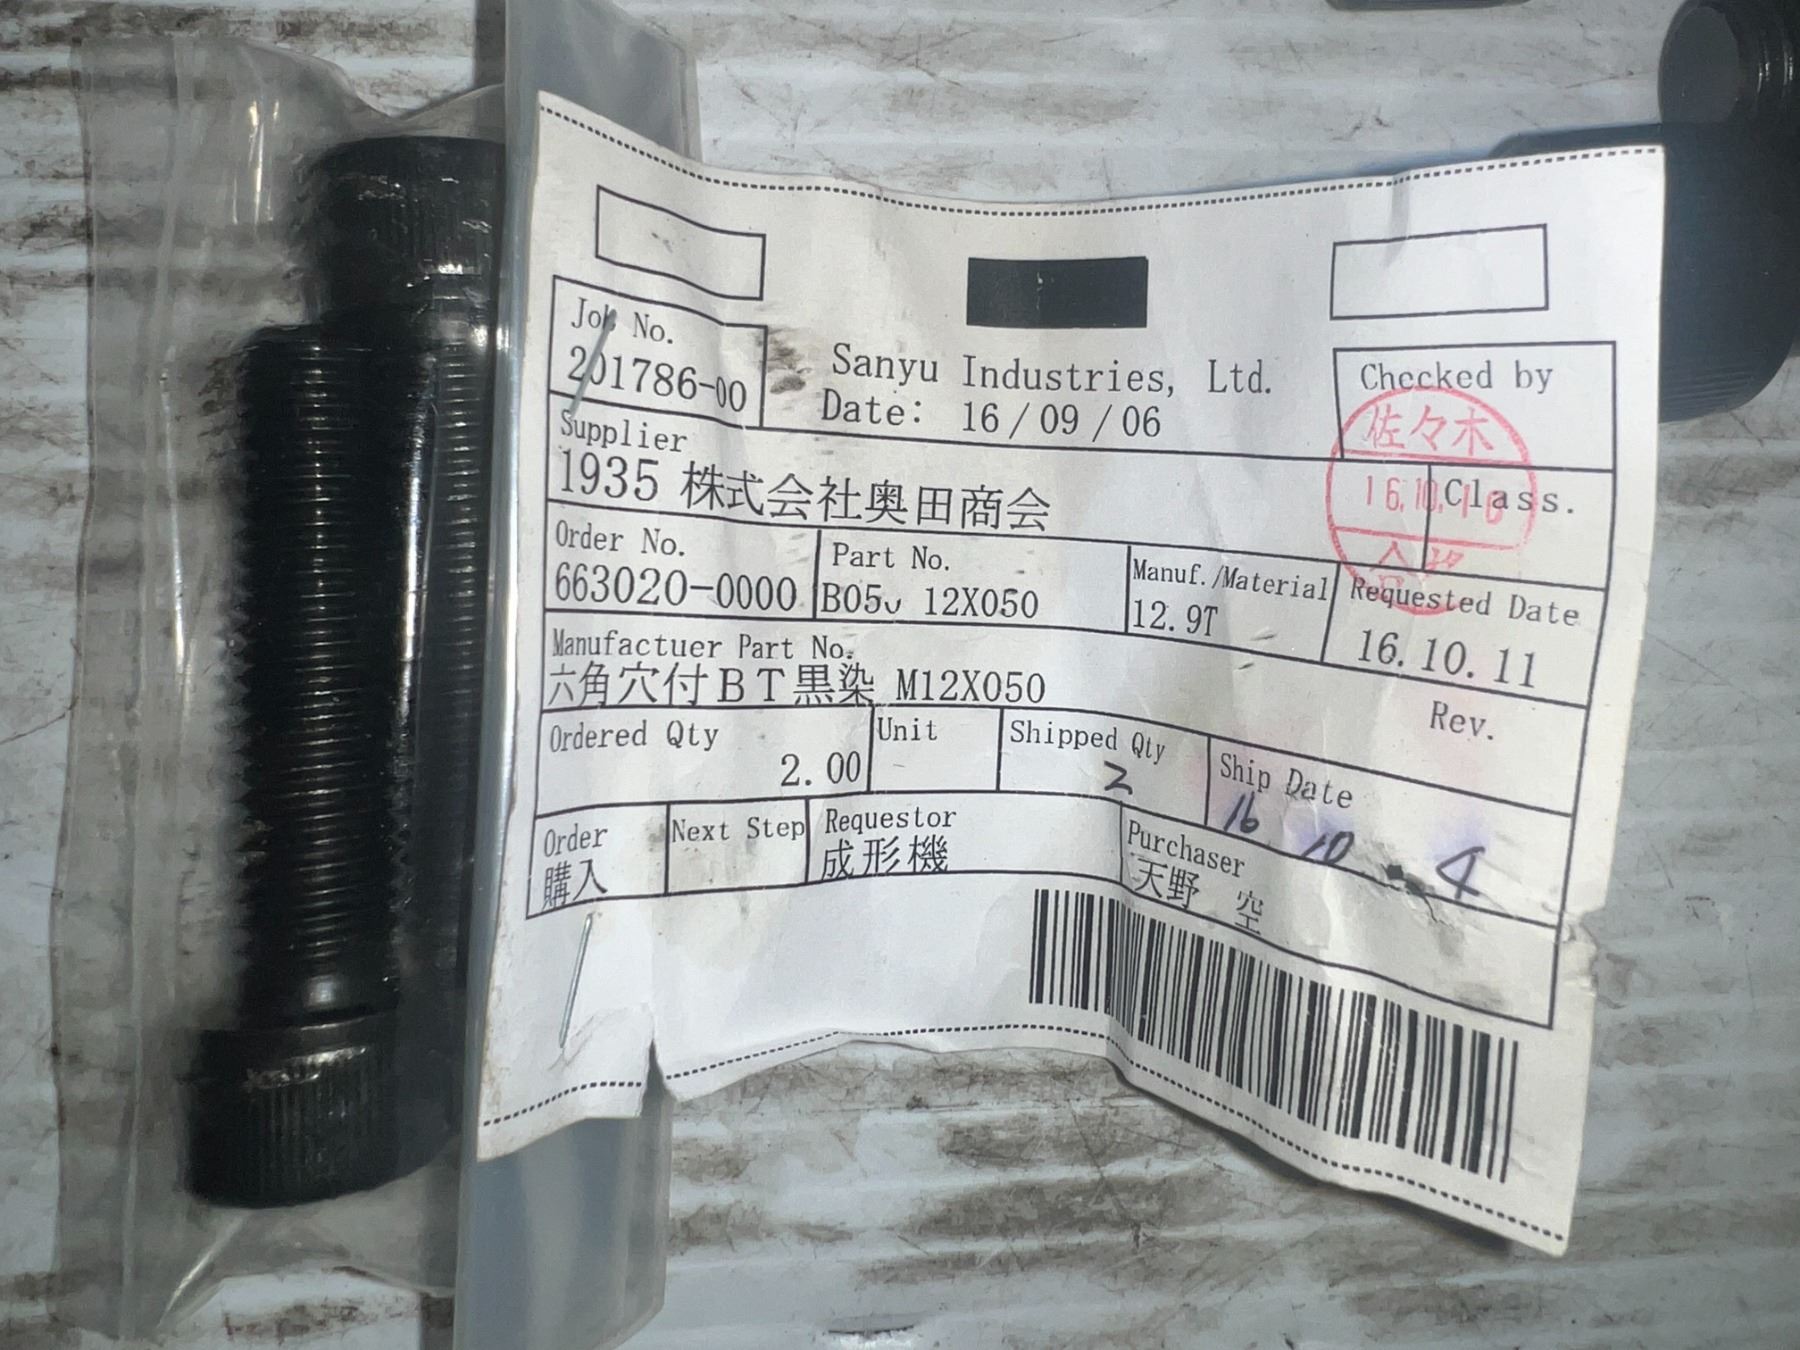 Job No.
201786-00
Sanyu Industries, Ltd.
Date: 16/09/06
Checked by
佐々木
16.10.
Class.
Supplier
1935 株式会社奥田商会
Order No.
663020-0000
Part No.
12X050
Manuf./Material
12.9T
Requested Date
16.10.11
Manufactuer Part No.
六角穴付BT黒染 M12X050
Rev.
Ordered Qty
2.00
Unit
Shipped Qty
2
Ship Date
16 10 4
Order
購入
Next Step
Requestor
成形機
Purchaser
天野 空